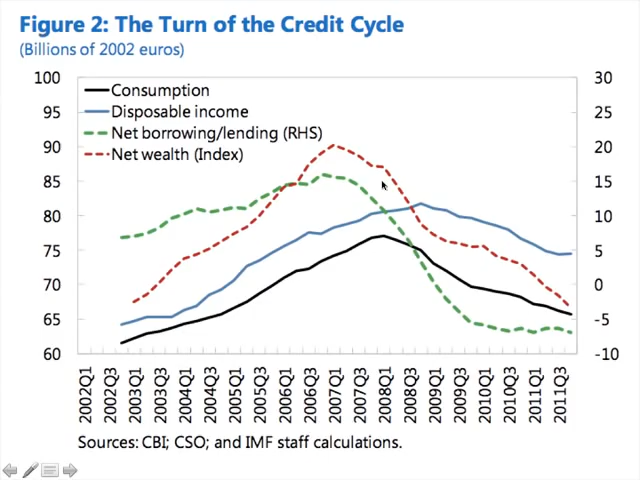 Figure 2: The Turn of the Credit Cycle
(Billions of 2002 euros)
100
95
90
85
80
75
70
65
60
Consumption
Disposable income
Net borrowing/lending (RHS)
Net wealth (Index)
30
25
20
15
10
5
0
-5
-10
2002Q1
2002Q3
2003Q1
2003Q3
2004Q1
2004Q3
2005Q1
2005Q3
2006Q1
2006Q3
2007Q1
2007Q3
2008Q1
2008Q3
2009Q1
2009Q3
2010Q1
2010Q3
2011Q1
2011Q3
Sources: CBI; CSO; and IMF staff calculations.